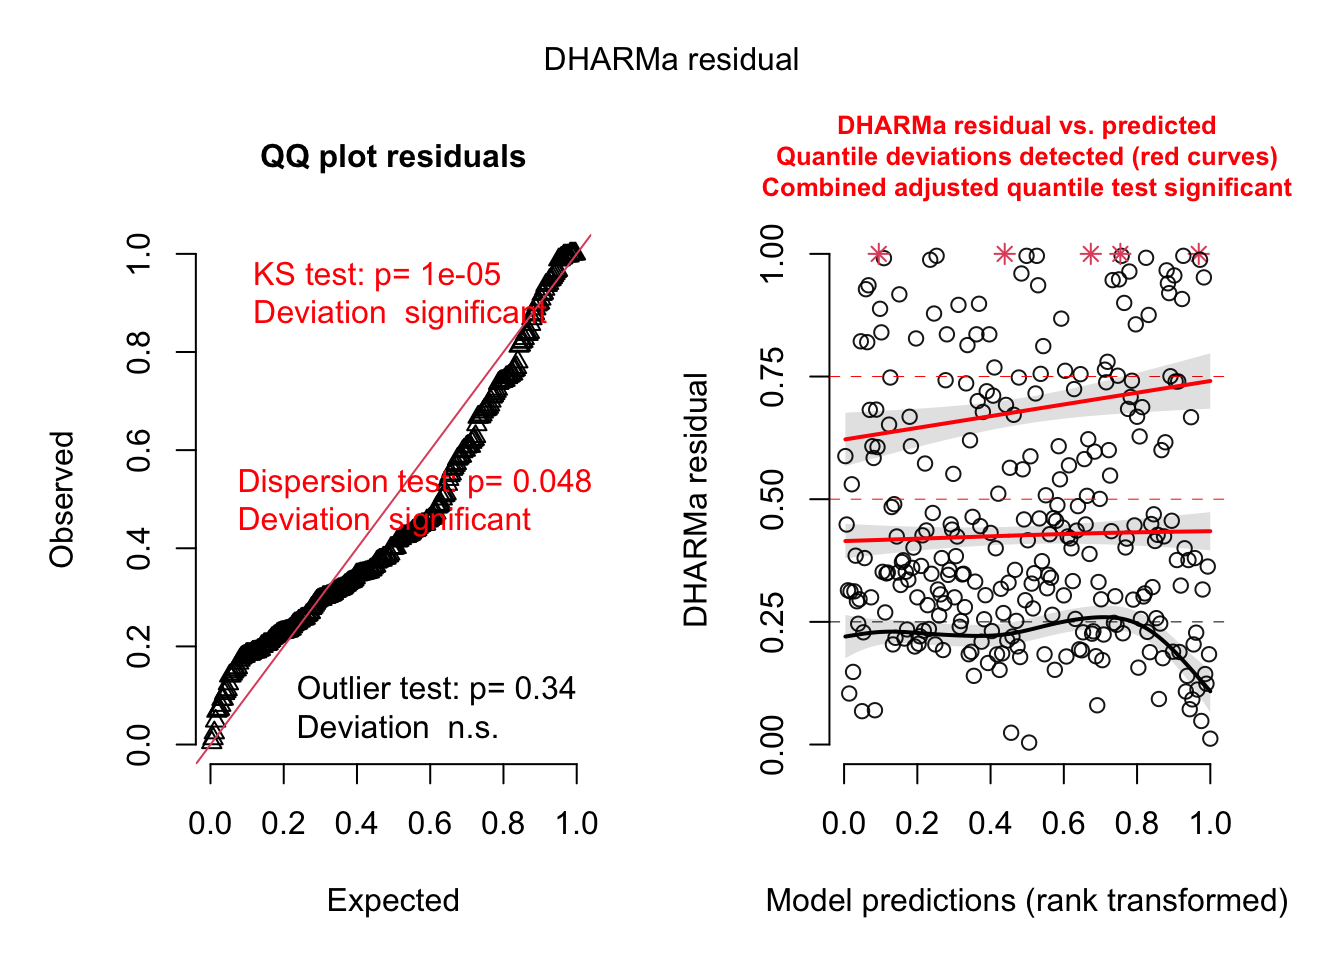 DHARMa residual
QQ plot residuals
KS test: p= 1e-05
Deviation  significant
Dispersion test: p= 0.048
Deviation  significant
Outlier test: p= 0.34
Deviation  n.s.
Observed
0.0 0.2 0.4 0.6 0.8 1.0
0.0 0.2 0.4 0.6 0.8 1.0
Expected
DHARMa residual vs. predicted
Quantile deviations detected (red curves)
Combined adjusted quantile test significant
DHARMa residual
0.00 0.25 0.50 0.75 1.00
0.0 0.2 0.4 0.6 0.8 1.0
Model predictions (rank transformed)